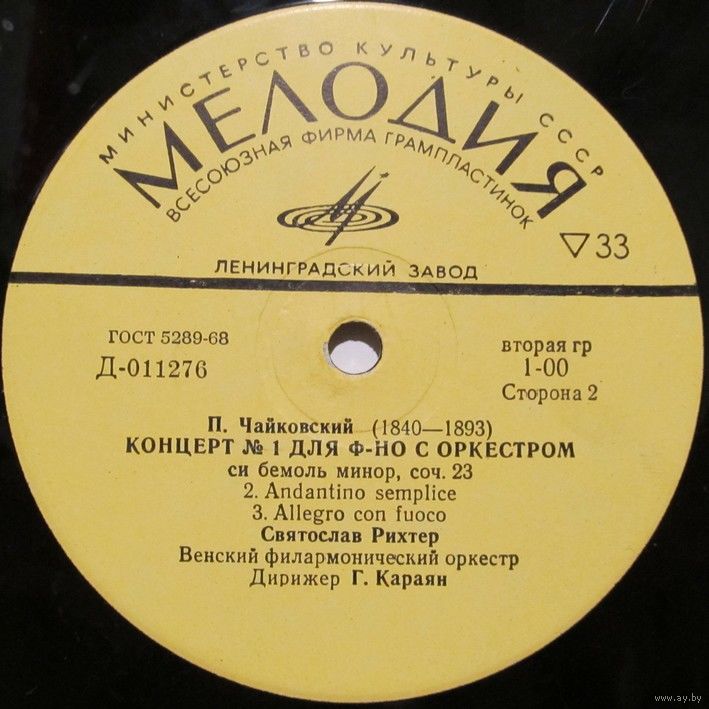 МИНИСТЕРСТВО КУЛЬТУРЫ СССР
МЕЛОДИЯ
ВСЕСОЮЗНАЯ ФИРМА ГРАМПЛАСТИНОК
▽33
ЛЕНИНГРАДСКИЙ ЗАВОД
ГОСТ 5289-68
Д-011276
вторая гр
1-00
Сторона 2
П. Чайковский (1840—1893)
КОНЦЕРТ № 1 ДЛЯ Ф-НО С ОРКЕСТРОМ
си бемоль минор, соч. 23
2. Andantino semplice
3. Allegro con fuoco
Святослав Рихтер
Венский филармонический оркестр
Дирижер Г. Караян
www.ay.by